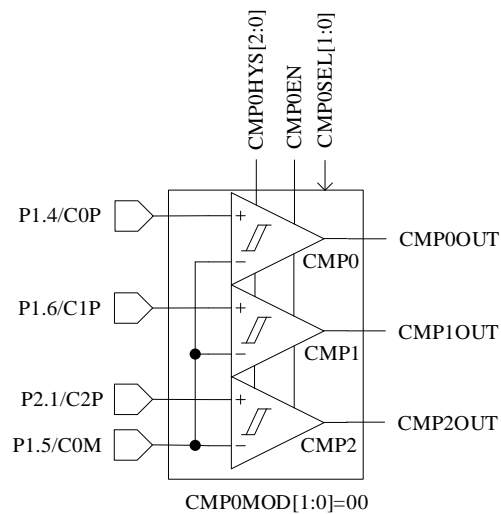 CMP0HYS[2:0]
CMP0EN
CMP0SEL[1:0]
P1.4/C0P
+
−
CMP0
CMP0OUT
P1.6/C1P
+
−
CMP1
CMP1OUT
P2.1/C2P
+
P1.5/C0M
−
CMP2
CMP2OUT
CMP0MOD[1:0]=00